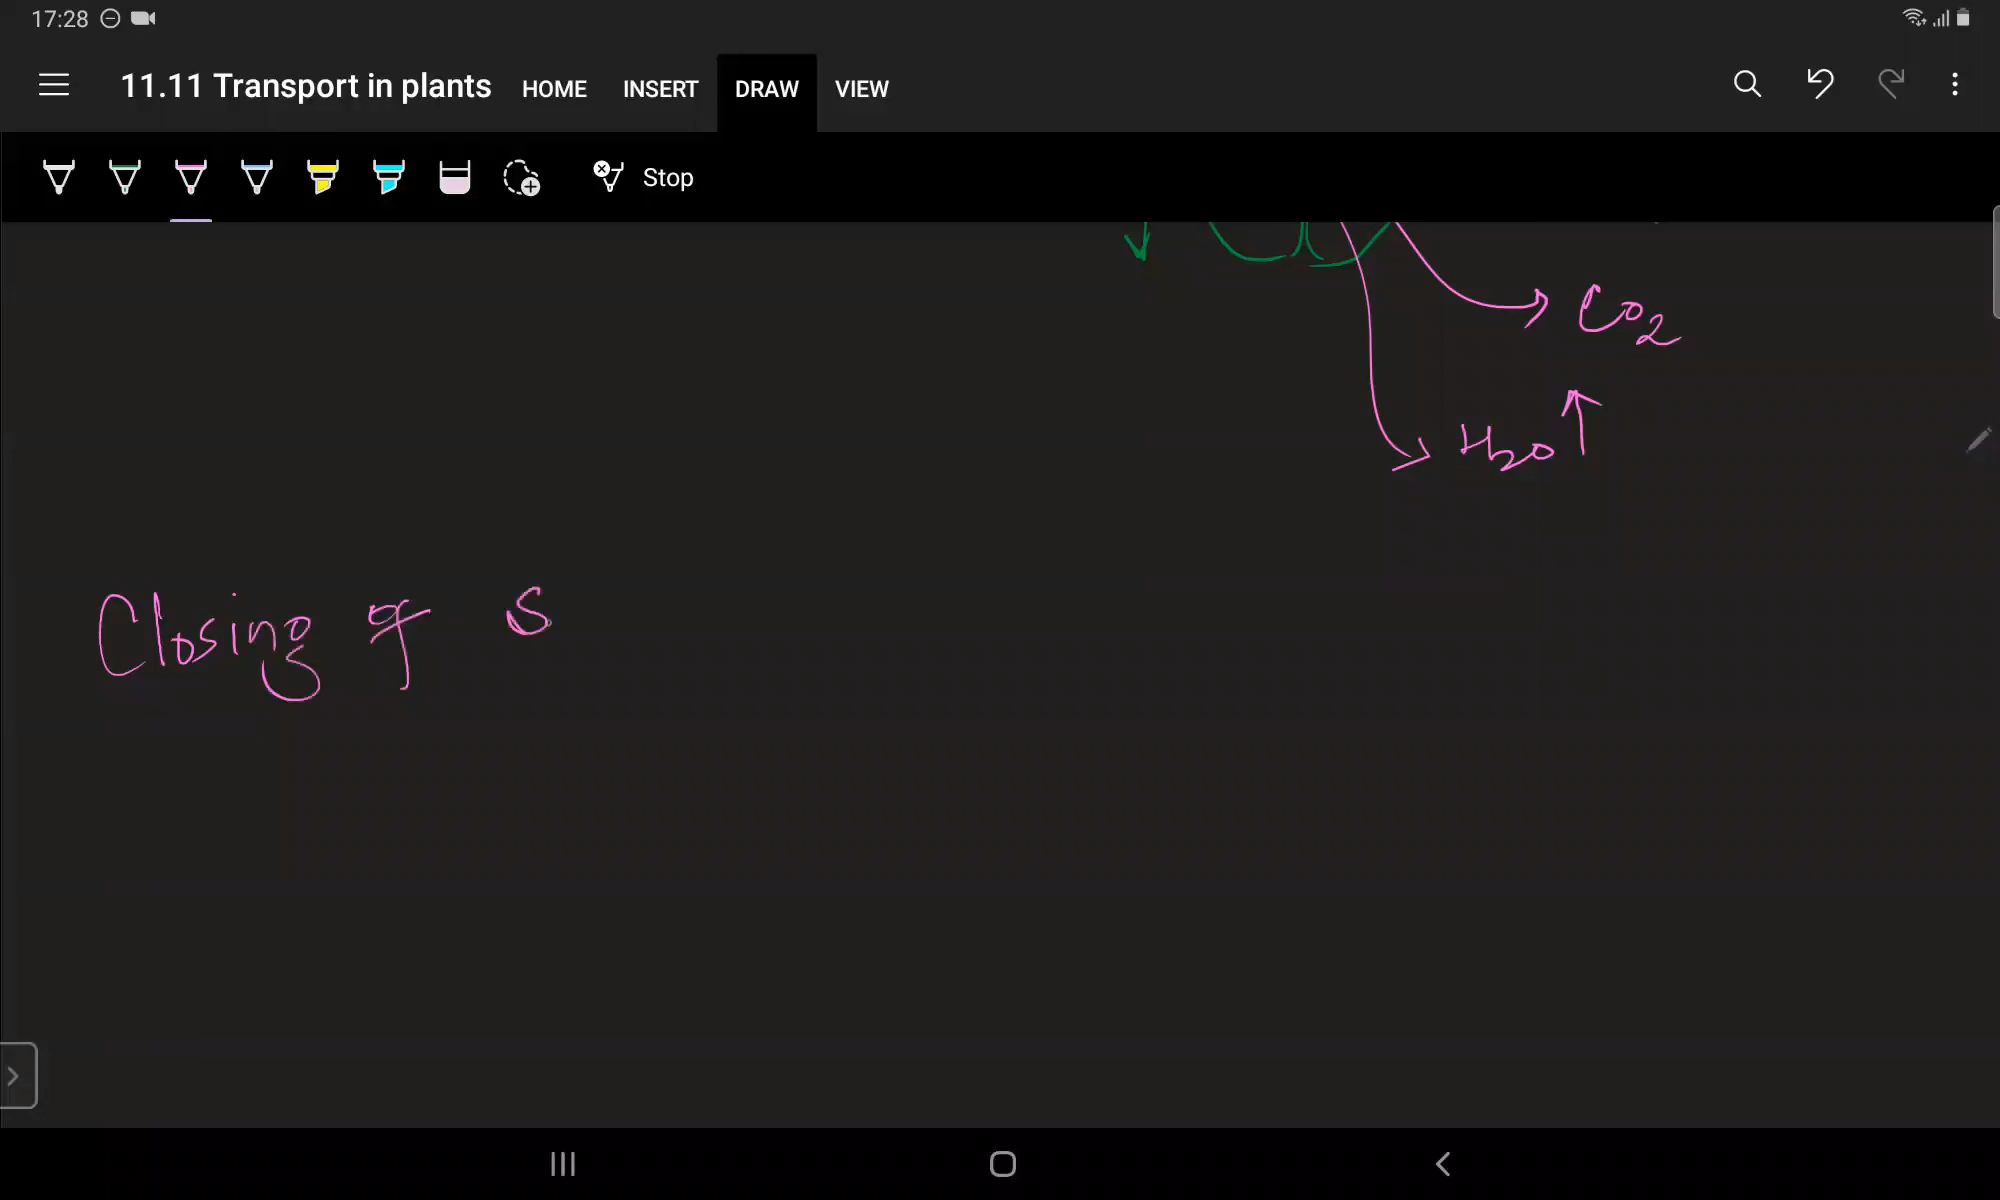 17:28
11.11 Transport in plants HOME INSERT DRAW VIEW
Stop
CO2
H2O ↑
Closing of S